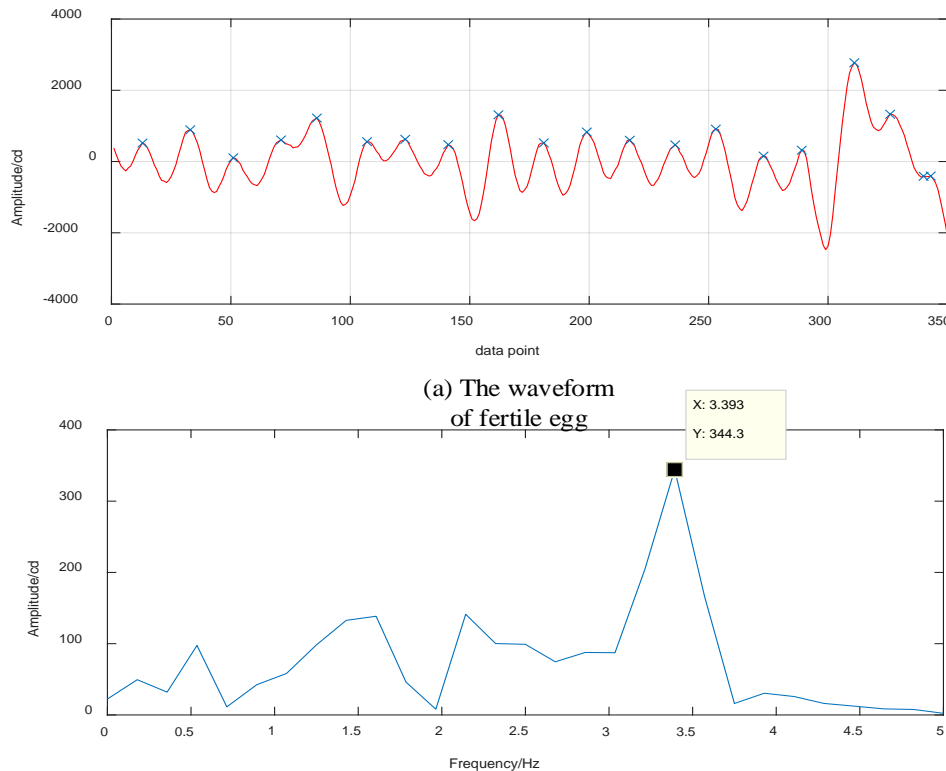 4000
2000
0
-2000
-4000
Amplitude/cd
0 50 100 150 200 250 300 350
data point
(a) The waveform
of fertile egg
X: 3.393
Y: 344.3
400
300
200
100
0
Amplitude/cd
0 0.5 1 1.5 2 2.5 3 3.5 4 4.5 5
Frequency/Hz